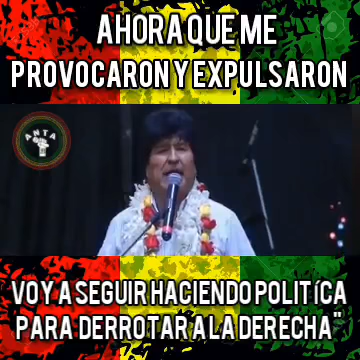 AHORA QUE ME
PROVOCARON Y EXPULSARON
ANTA
VOY A SEGUIR HACIENDO POLITÍCA
PARA DERROTAR A LA DERECHA"